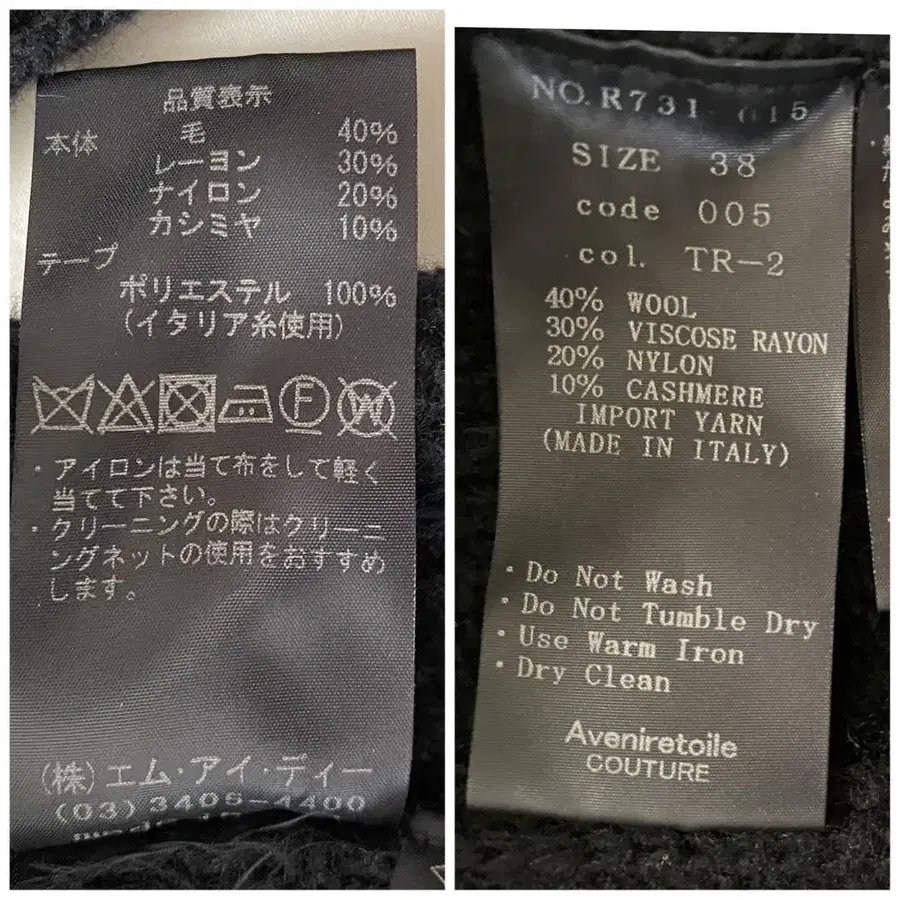 品質表示
本体 毛 40%
レーヨン 30%
ナイロン 20%
カシミヤ 10%
テープ
ポリエステル 100%
(イタリア糸使用)
F W
・アイロンは当て布をして軽く
当てて下さい。
・クリーニングの際はクリーニ
ングネットの使用をおすすめ
します。
(株)エム・アイ・ディー
(03) 3408-4400
NO.R731 015
SIZE 38
code 005
col. TR-2
40% WOOL
30% VISCOSE RAYON
20% NYLON
10% CASHMERE
IMPORT YARN
(MADE IN ITALY)
・Do Not Wash
・Do Not Tumble Dry
・Use Warm Iron
・Dry Clean
Aveniretoile
COUTURE